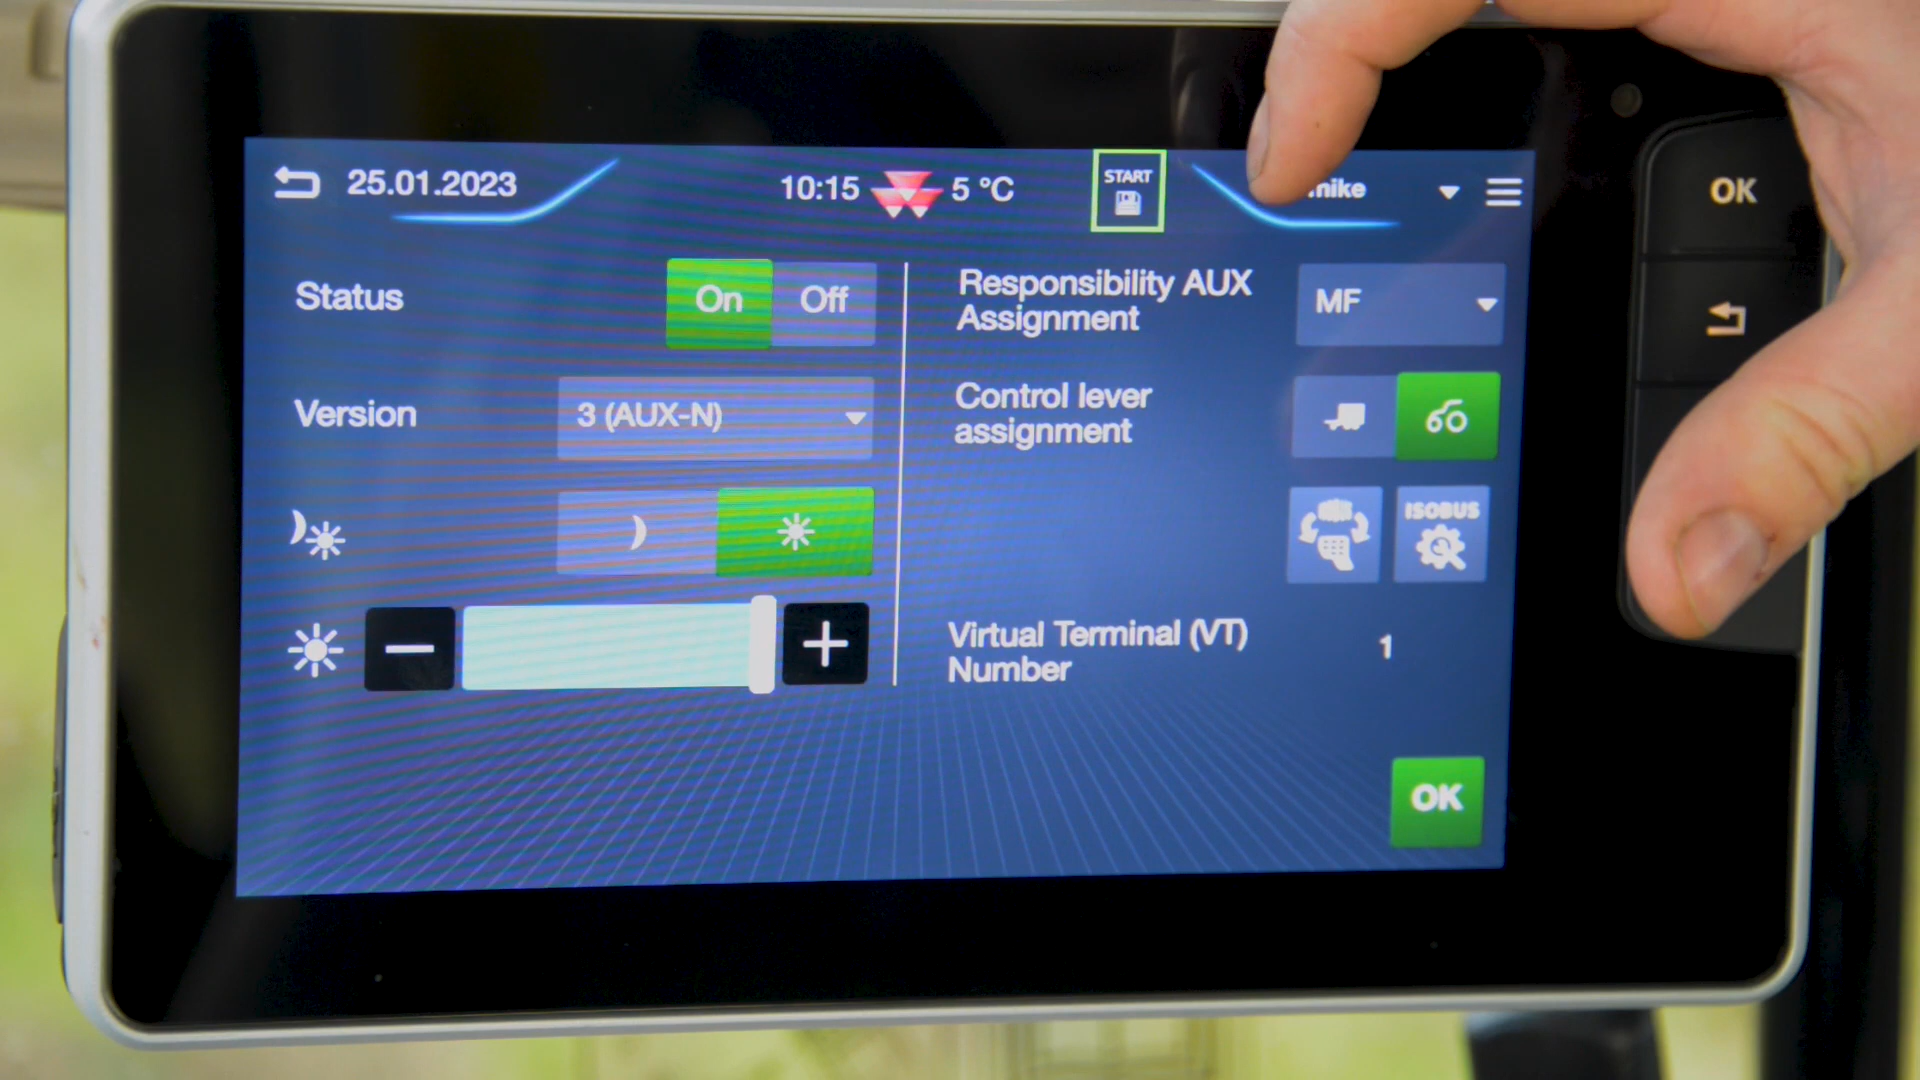 25.01.2023
10:15 5 °C
START
mike
OK
Status
On Off
Version
3 (AUX-N)
Responsibility AUX
Assignment
MF
Control lever
assignment
ISOBUS
Virtual Terminal (VT)
Number
1
OK